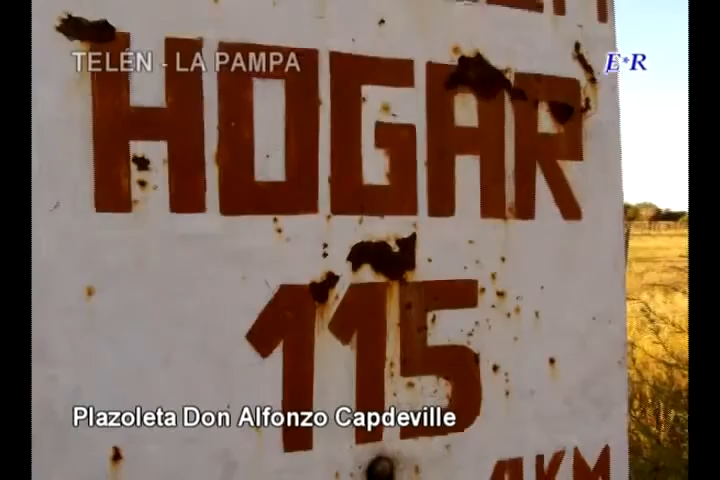 TELÉN - LA PAMPA
E*R
HOGAR
115
Plazoleta Don Alfonzo Capdeville